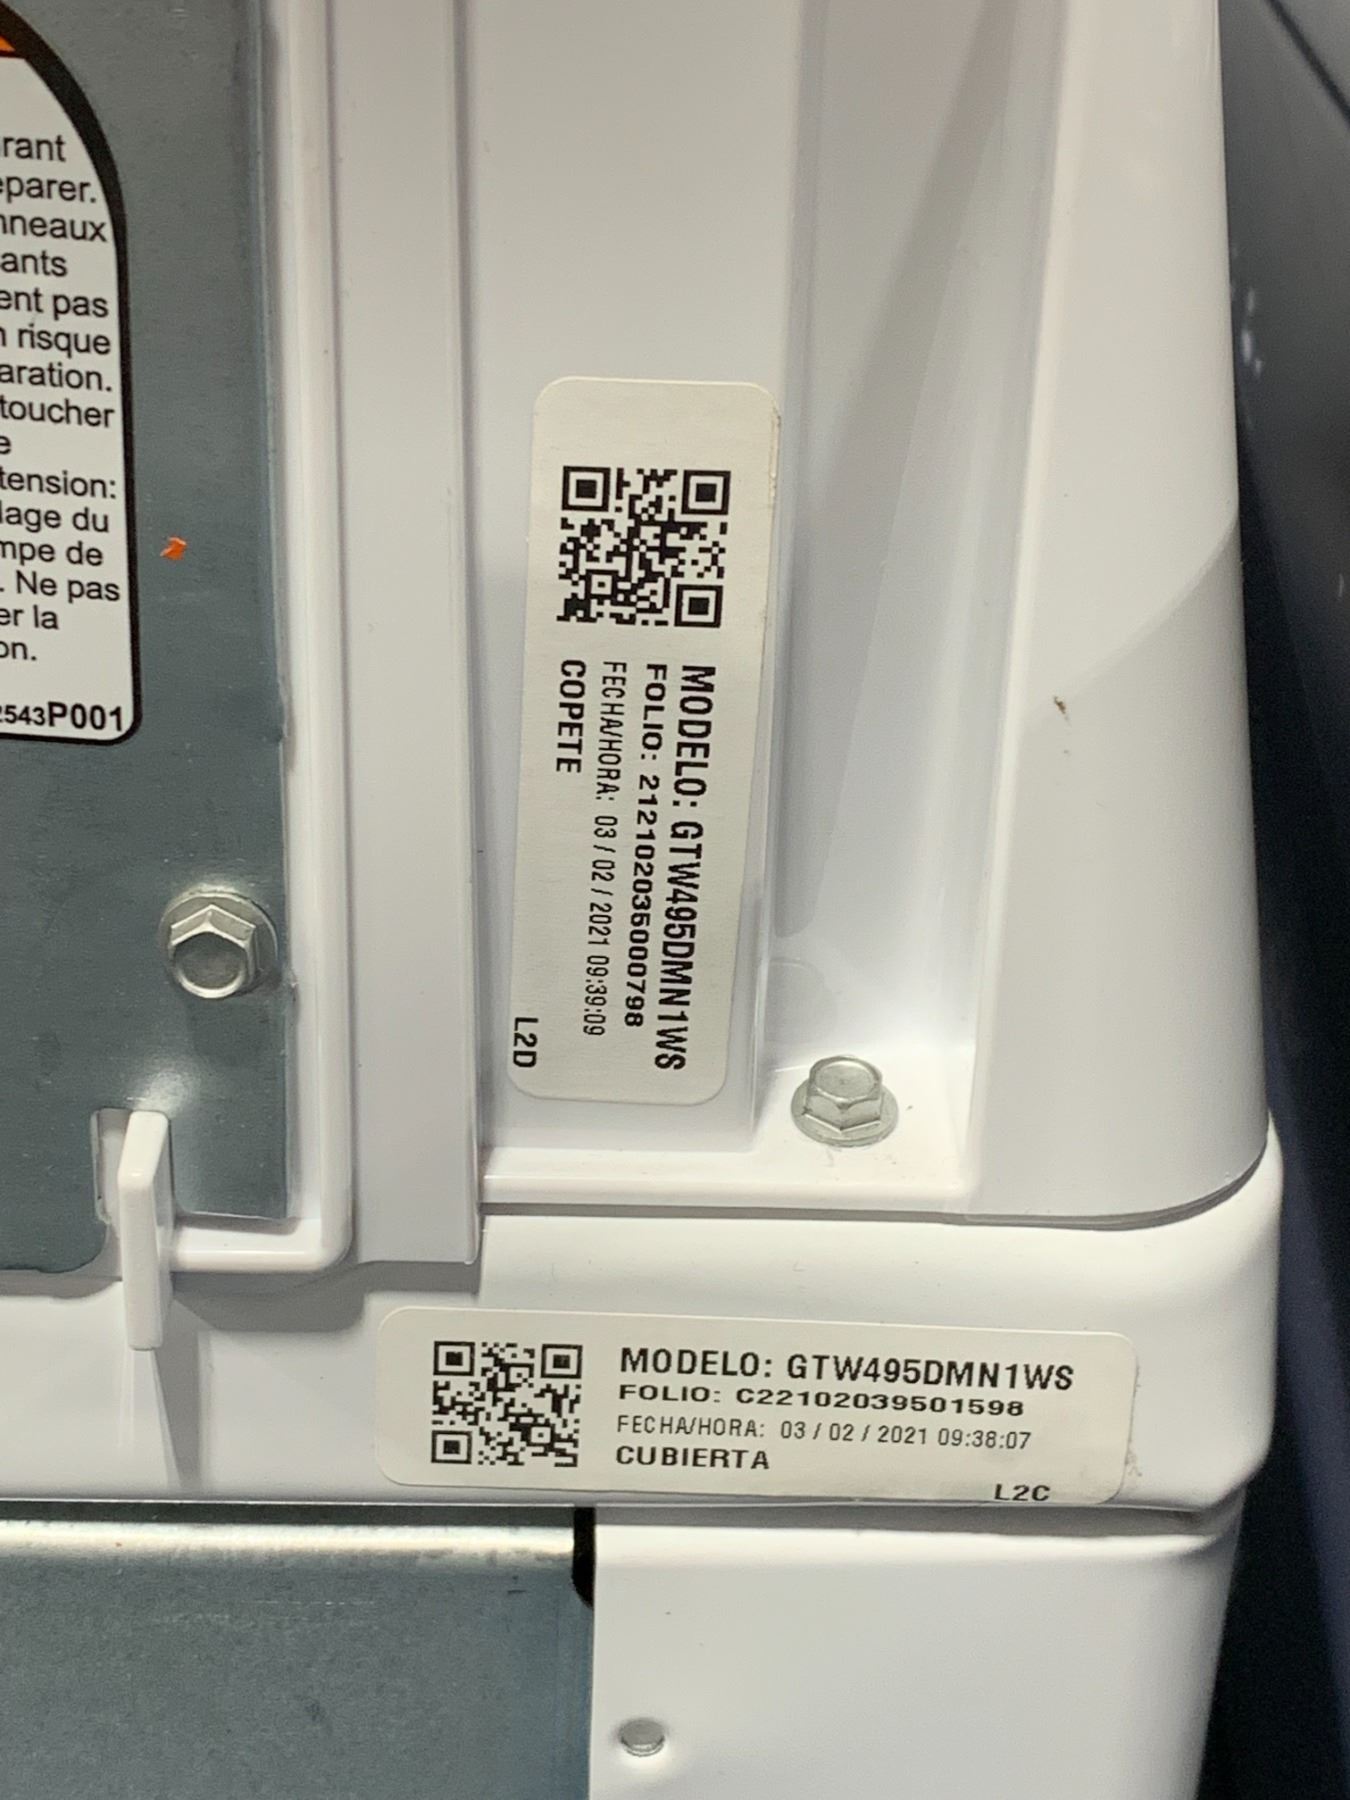 rant
parer.
nneaux
ants
ent pas
risque
aration.
toucher
e
tension:
lage du
mpe de
. Ne pas
er la
on.
2543P001
MODELO: GTW495DMN1WS
FOLIO: 212102035000798
FECHA/HORA: 03 / 02 / 2021 09:39:09
COPETE
L2D
MODELO: GTW495DMN1WS
FOLIO: C22102039501598
FECHA/HORA: 03 / 02 / 2021 09:38:07
CUBIERTA
L2C